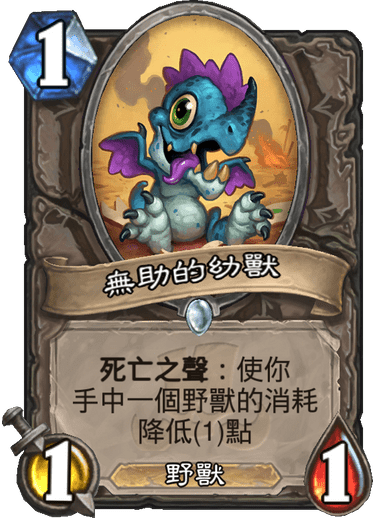 1
無助的幼獸
死亡之聲：使你
手中一個野獸的消耗
降低(1)點
1
野獸
1